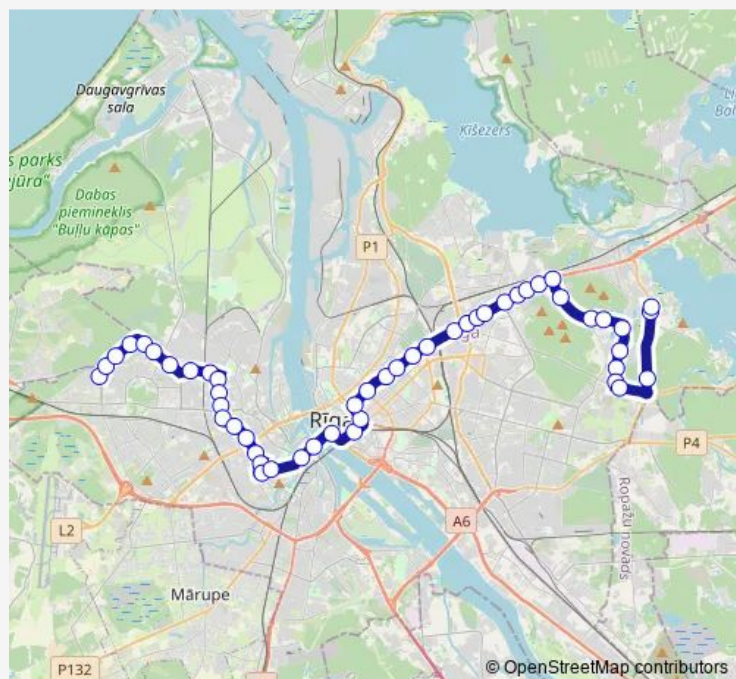 Daugavgrīvas
sala
s parks
ejūra"
Dabas
piemineklis
"Buļļu kāpas"
Ķīšezers
P1
Rīga
P4
A6
L2
Mārupe
P132
Ropažu novads
© OpenStreetMap contributors